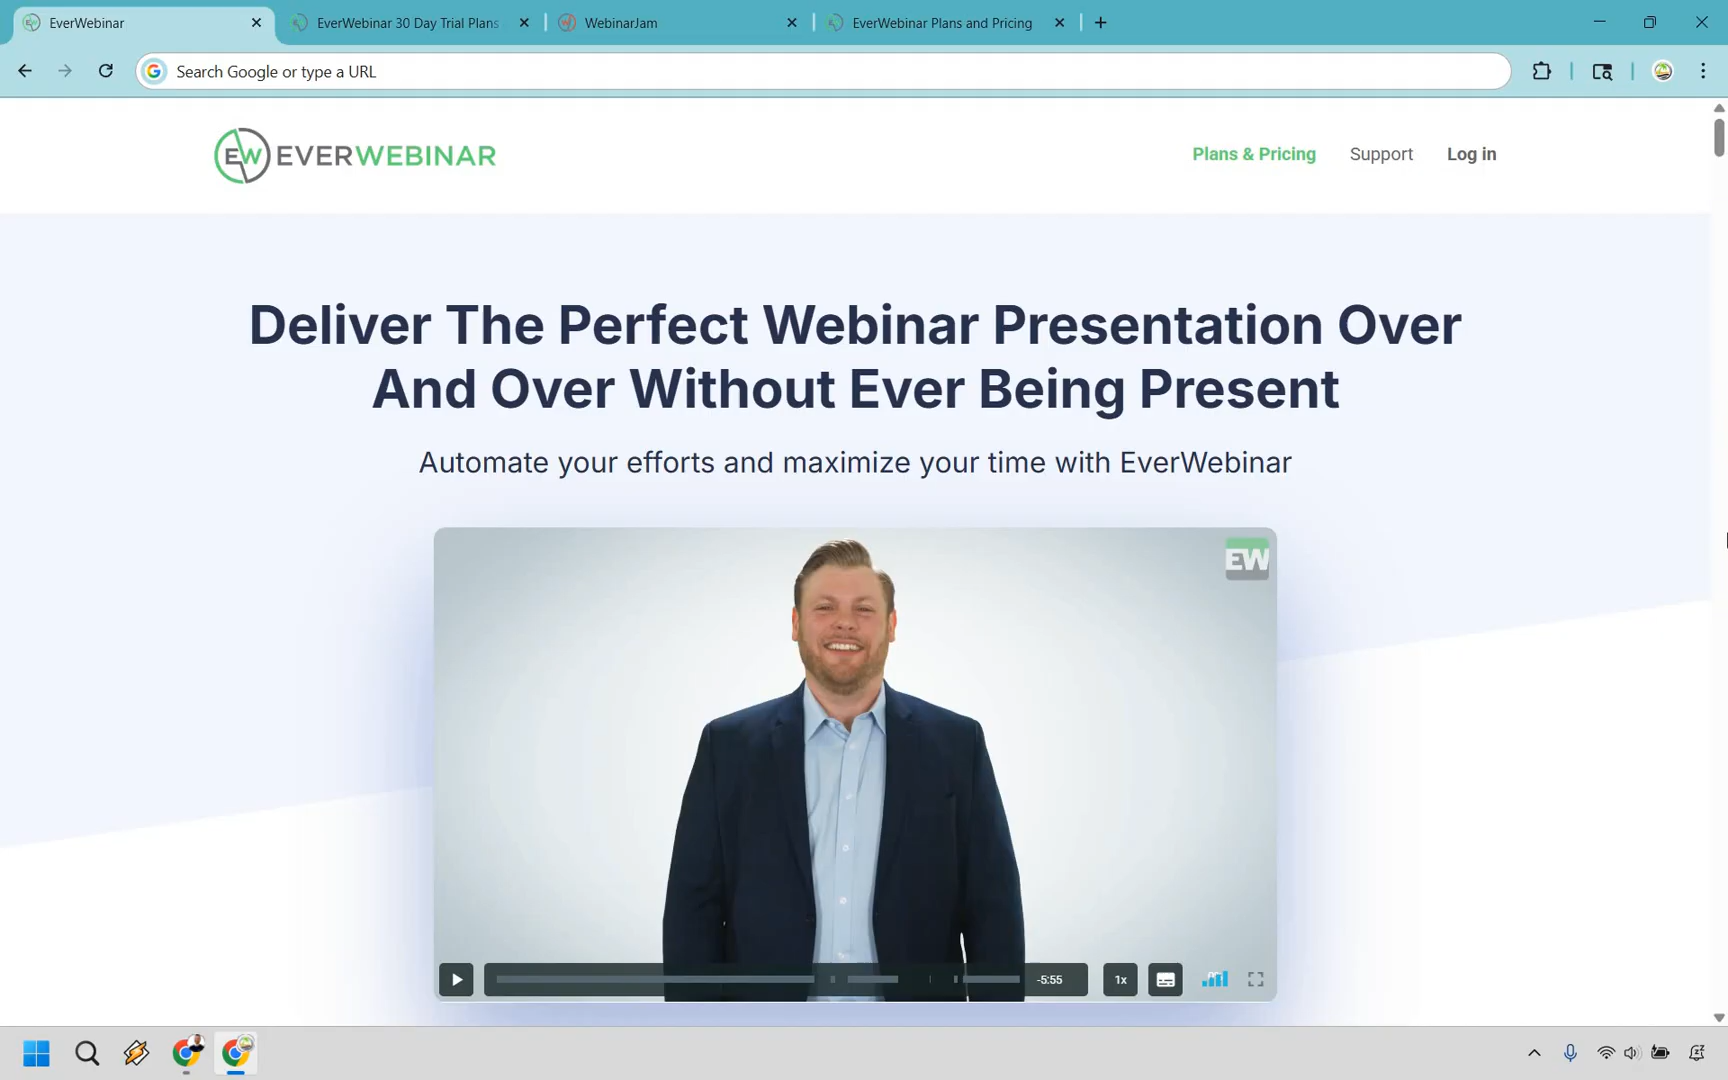 EverWebinar
EverWebinar 30 Day Trial Plans
WebinarJam
EverWebinar Plans and Pricing
Search Google or type a URL
EW EVERWEBINAR
Plans & Pricing
Support
Log in
Deliver The Perfect Webinar Presentation Over
And Over Without Ever Being Present
Automate your efforts and maximize your time with EverWebinar
EW
-5:55
1x